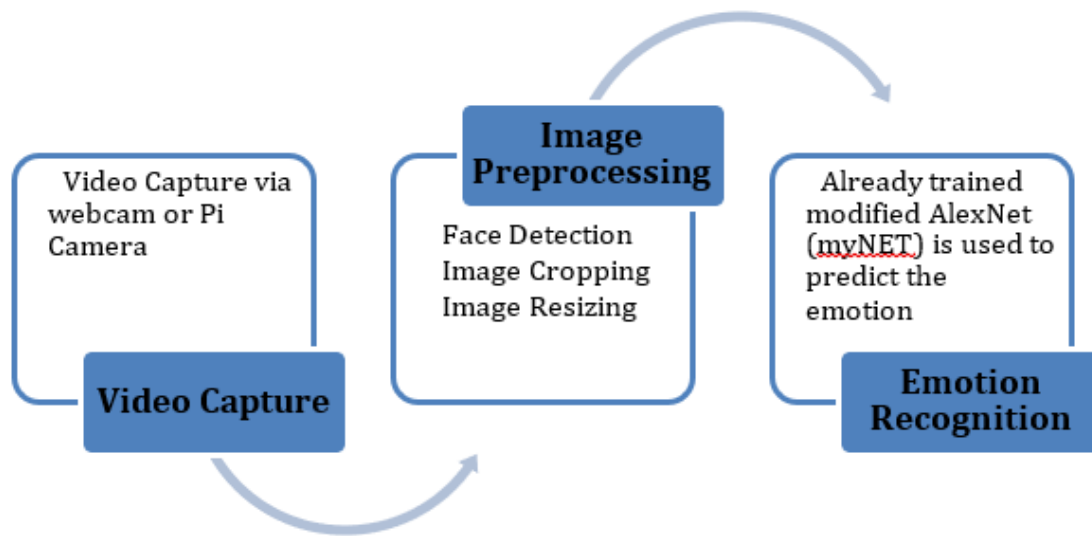 Video Capture via
webcam or Pi
Camera
Video Capture
Image
Preprocessing
Face Detection
Image Cropping
Image Resizing
Already trained
modified AlexNet
(myNET) is used to
predict the
emotion
Emotion
Recognition